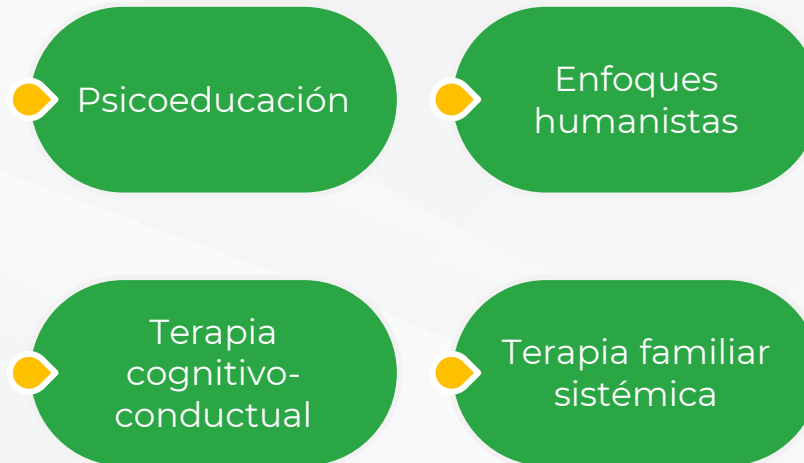 Psicoeducación
Enfoques
humanistas
Terapia
cognitivo-
conductual
Terapia familiar
sistémica